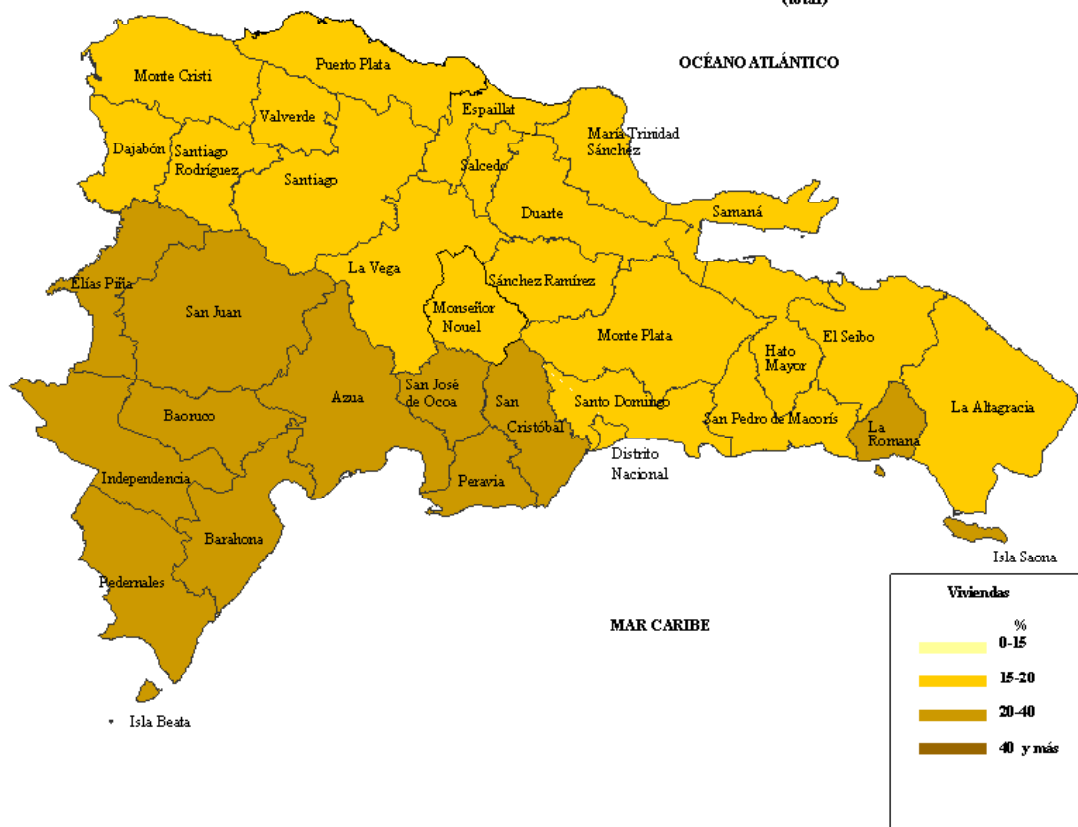 (total)
OCÉANO ATLÁNTICO
Puerto Plata
Monte Cristi
Espaillat
Valverde
María Trinidad
Sánchez
Dajabón
Santiago
Rodríguez
Salcedo
Santiago
Duarte
Samaná
La Vega
Elías Piña
Sánchez Ramírez
San Juan
Monseñor
Nouel
Monte Plata
El Seibo
Hato
Mayor
San José
de Ocoa
Azua
San
Cristóbal
Santo Domingo
La Altagracia
Baoruco
San Pedro de Macorís
La
Romana
Distrito
Nacional
Independencia
Peravia
Barahona
Isla Saona
Pedernales
MAR CARIBE
Isla Beata
Viviendas
%
0-15
15-20
20-40
40 y más